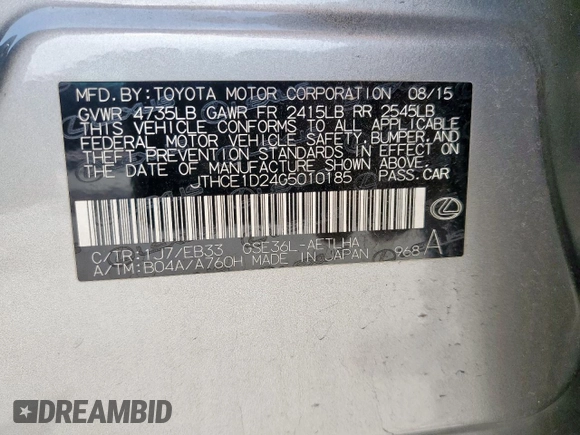 MFD.BY:TOYOTA MOTOR CORPORATION 08/15
GVWR 4735LB GAWR FR 2415LB RR 2545LB
THIS VEHICLE CONFORMS TO ALL APPLICABLE
FEDERAL MOTOR VEHICLE SAFETY,BUMPER,AND
THEFT PREVENTION STANDARDS IN EFFECT ON
THE DATE OF MANUFACTURE SHOWN ABOVE.
JTHCE1D24G5010185 PASS.CAR
C/TR:1J7/EB33 GSE36L-AETLHA
A/TM:B04A/A760H MADE IN JAPAN 968 A
DREAMBID